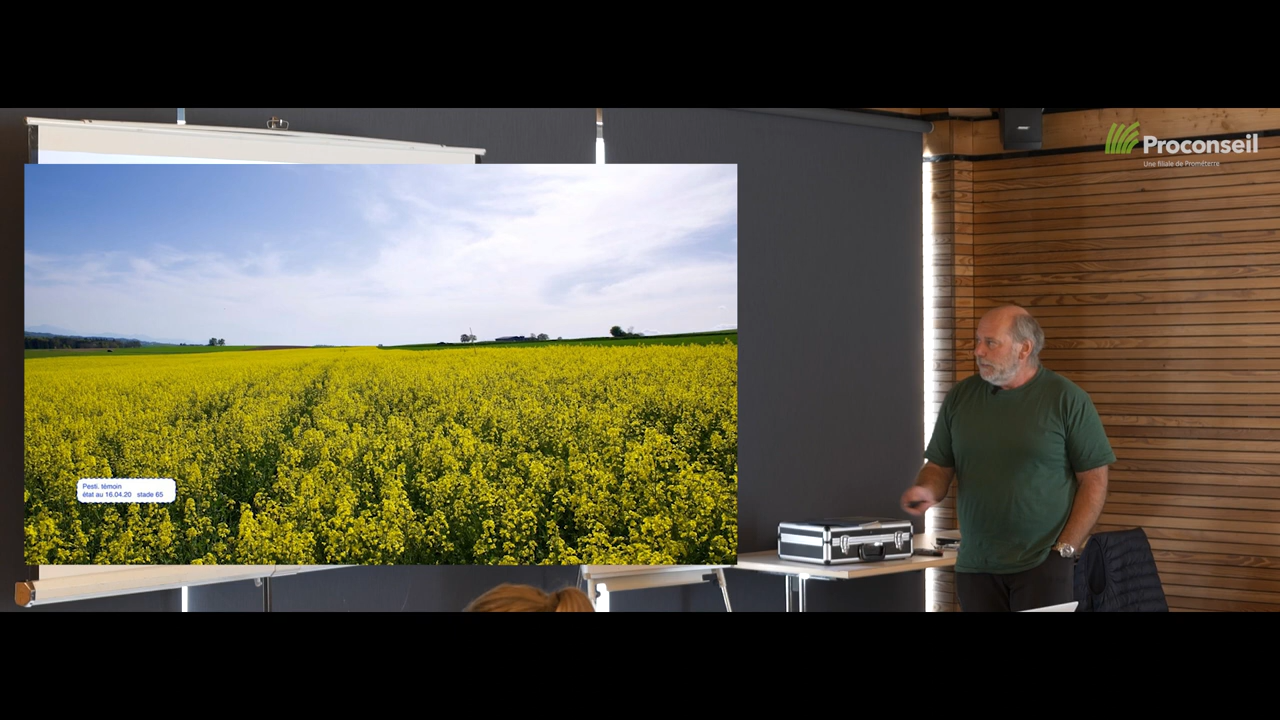 Proconseil
Une filiale de Prométerre
Pesti. témoin
état au 16.04.20 stade 65